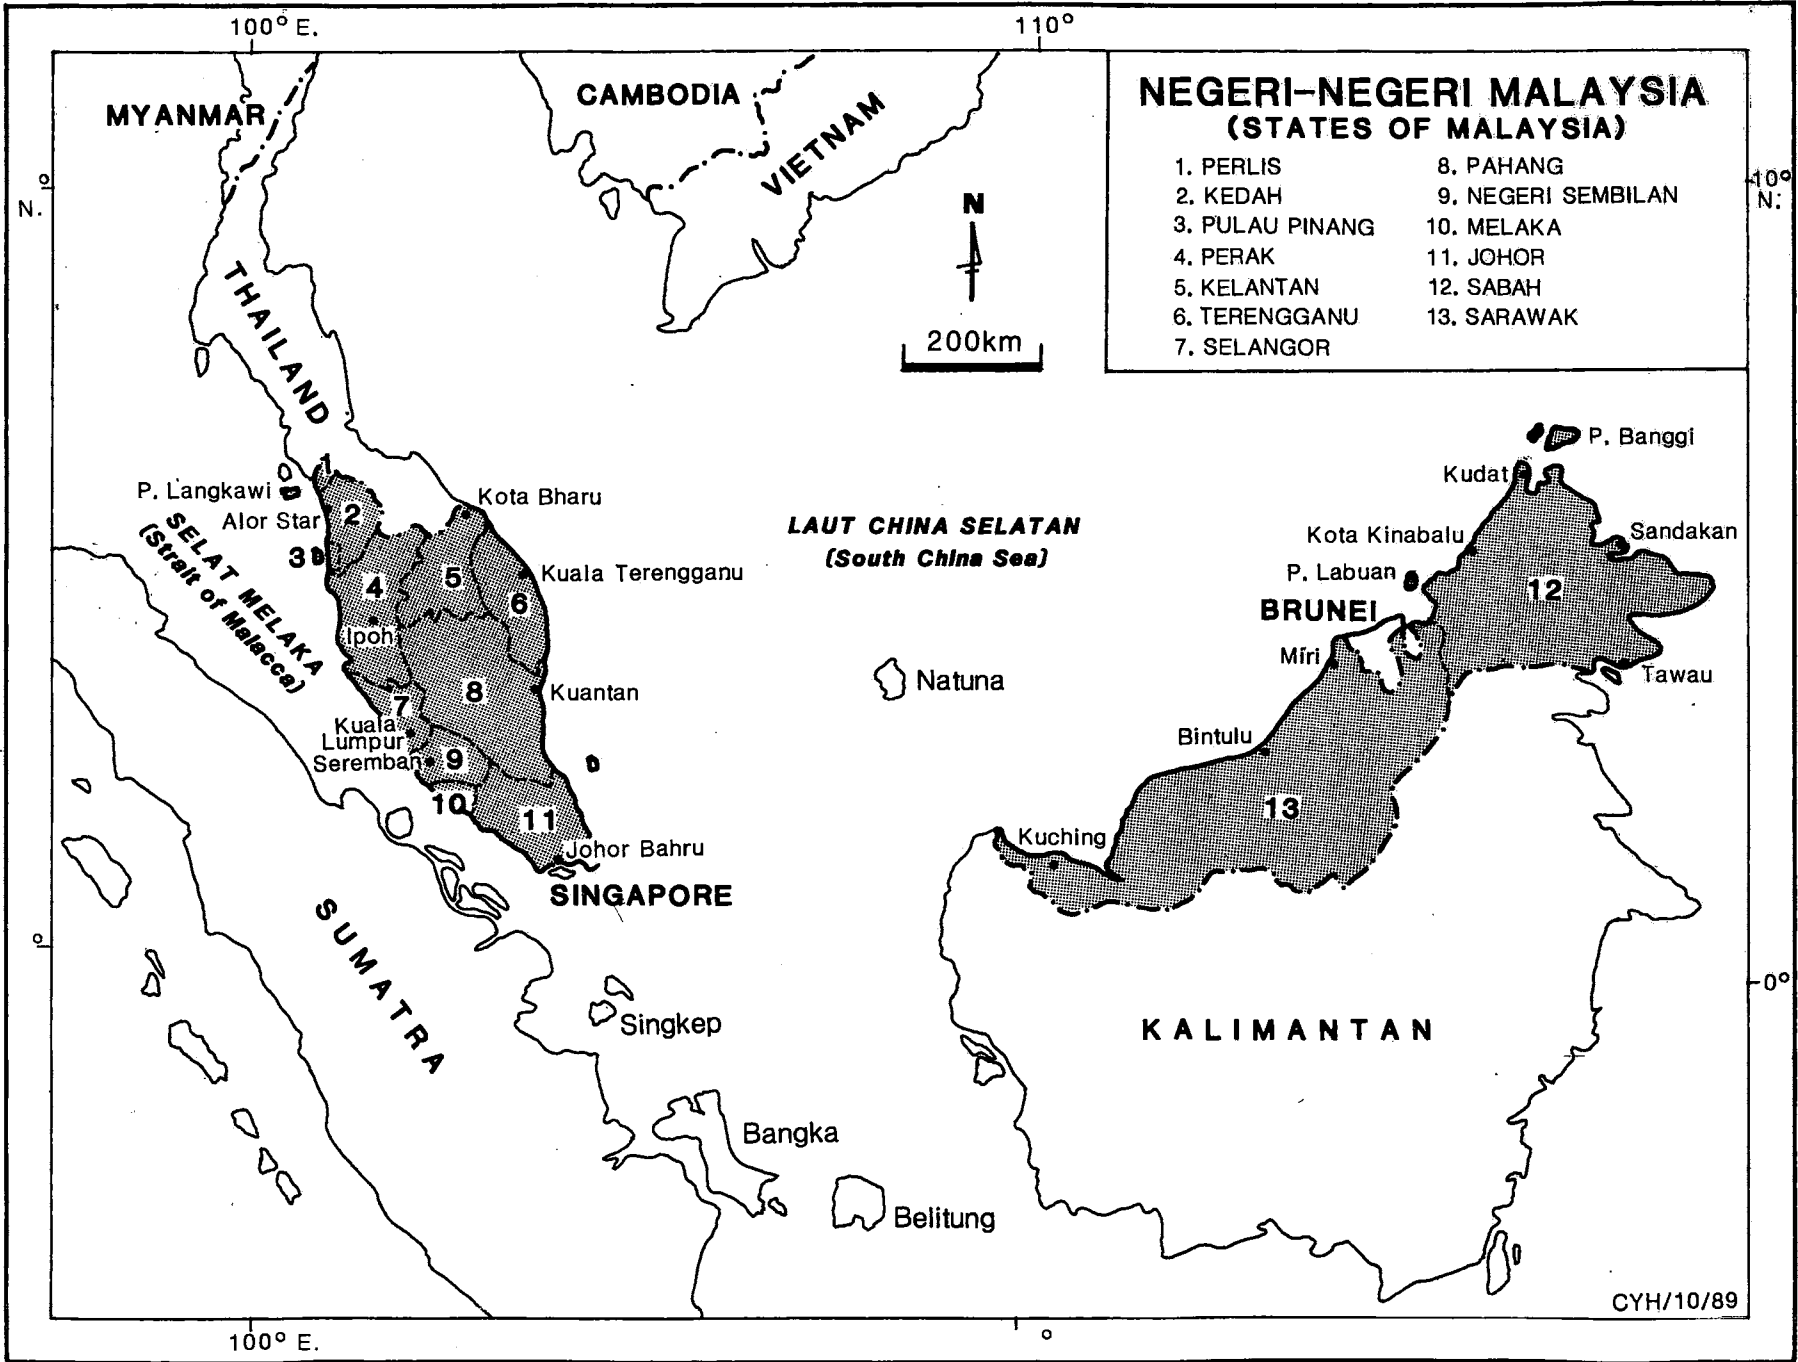 100° E.
110°
MYANMAR
CAMBODIA
VIETNAM
NEGERI-NEGERI MALAYSIA
(STATES OF MALAYSIA)
1. PERLIS
2. KEDAH
3. PULAU PINANG
4. PERAK
5. KELANTAN
6. TERENGGANU
7. SELANGOR
8. PAHANG
9. NEGERI SEMBILAN
10. MELAKA
11. JOHOR
12. SABAH
13. SARAWAK
°
N.
10°
N.
N
200km
THAILAND
P. Banggi
Kudat
1
P. Langkawi
Alor Star
2
Kota Bharu
SELAT MELAKA
(Strait of Malacca)
LAUT CHINA SELATAN
(South China Sea)
Kota Kinabalu
Sandakan
3
4
5
6
Kuala Terengganu
P. Labuan
12
BRUNEI
Ipoh
Miri
Tawau
7
8
Kuantan
Natuna
Kuala
Lumpur
Seremban
9
Bintulu
10
11
13
Johor Bahru
Kuching
SINGAPORE
SUMATRA
°
0°
Singkep
KALIMANTAN
Bangka
Belitung
CYH/10/89
100° E.
°